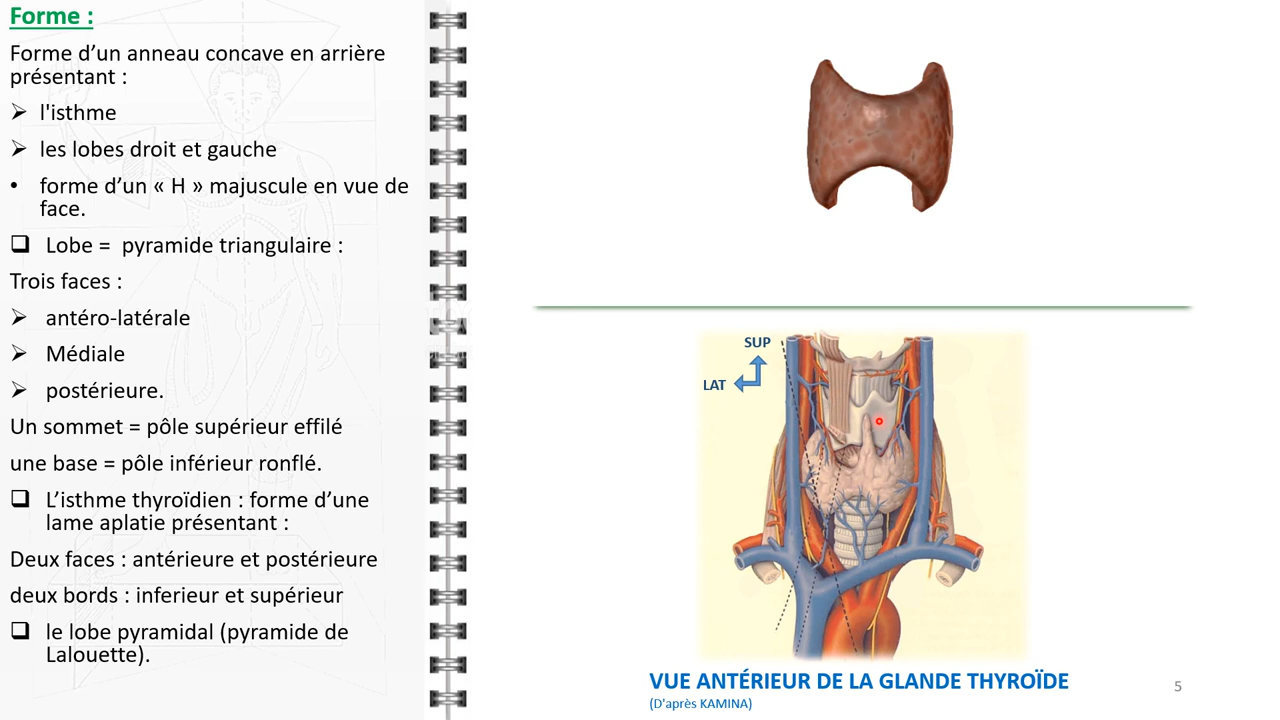 Forme :
Forme d’un anneau concave en arrière
présentant :
➢ l'isthme
➢ les lobes droit et gauche
• forme d’un « H » majuscule en vue de
face.
❑ Lobe = pyramide triangulaire :
Trois faces :
➢ antéro-latérale
➢ Médiale
➢ postérieure.
Un sommet = pôle supérieur effilé
une base = pôle inférieur ronflé.
❑ L’isthme thyroïdien : forme d’une
lame aplatie présentant :
Deux faces : antérieure et postérieure
deux bords : inferieur et supérieur
❑ le lobe pyramidal (pyramide de
Lalouette).
SUP
LAT
VUE ANTÉRIEUR DE LA GLANDE THYROÏDE
(D'après KAMINA)
5